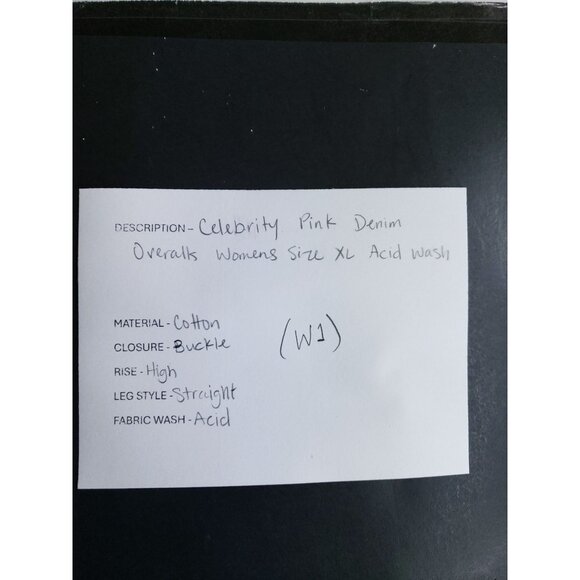 DESCRIPTION - Celebrity Pink Denim
Overalls Womens Size XL Acid Wash
MATERIAL - Cotton
CLOSURE - Buckle
(W1)
RISE - High
LEG STYLE - Straight
FABRIC WASH - Acid